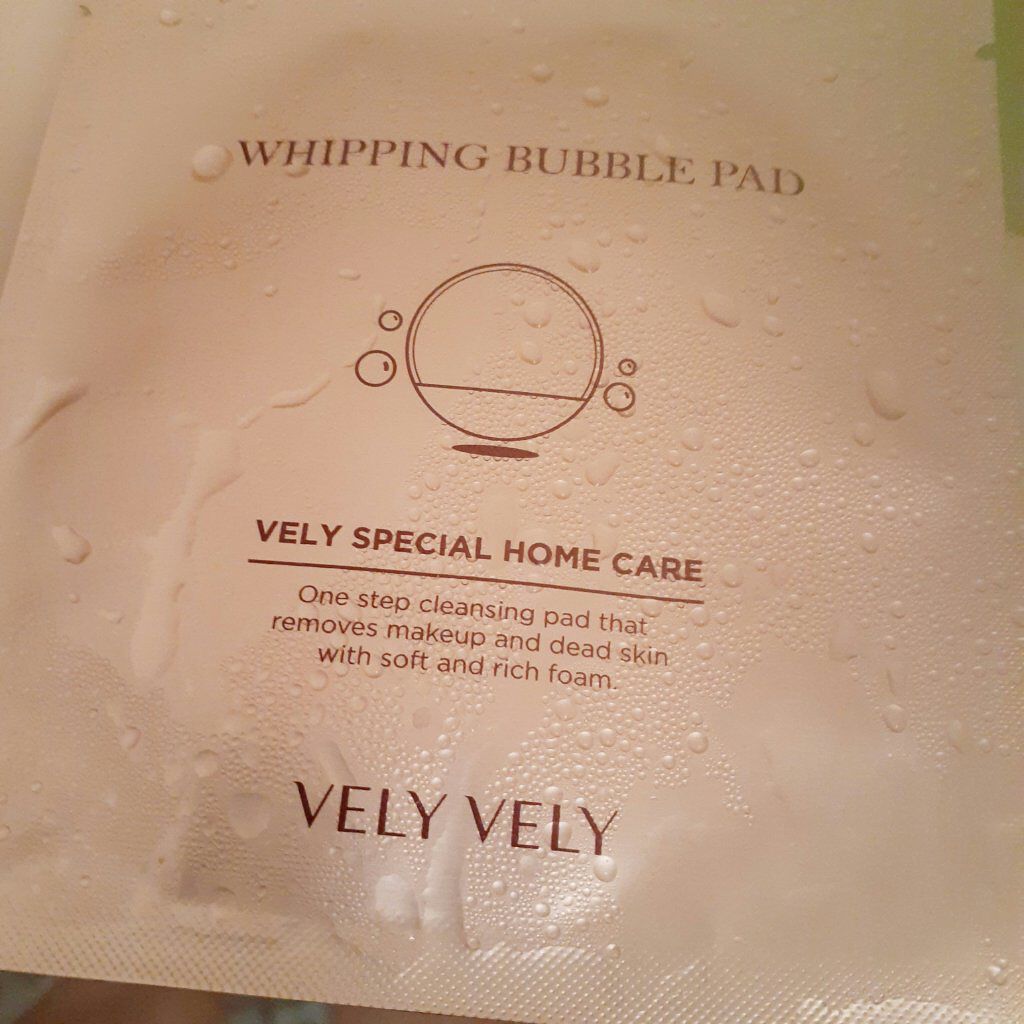 WHIPPING BUBBLE PAD
VELY SPECIAL HOME CARE
One step cleansing pad that
removes makeup and dead skin
with soft and rich foam.
VELY VELY